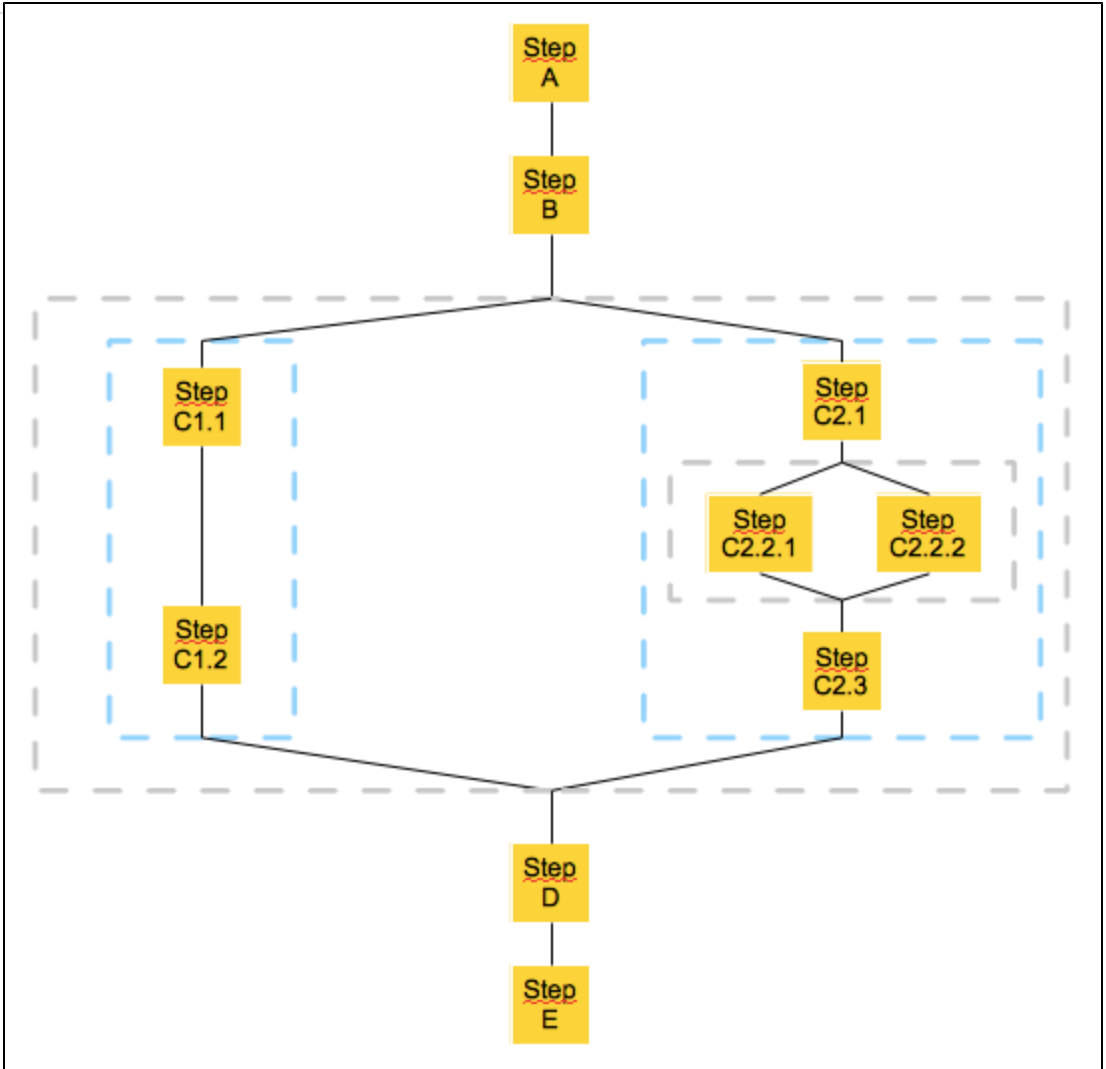 Step
A
Step
B
Step
C1.1
Step
C2.1
Step
C2.2.1
Step
C2.2.2
Step
C1.2
Step
C2.3
Step
D
Step
E